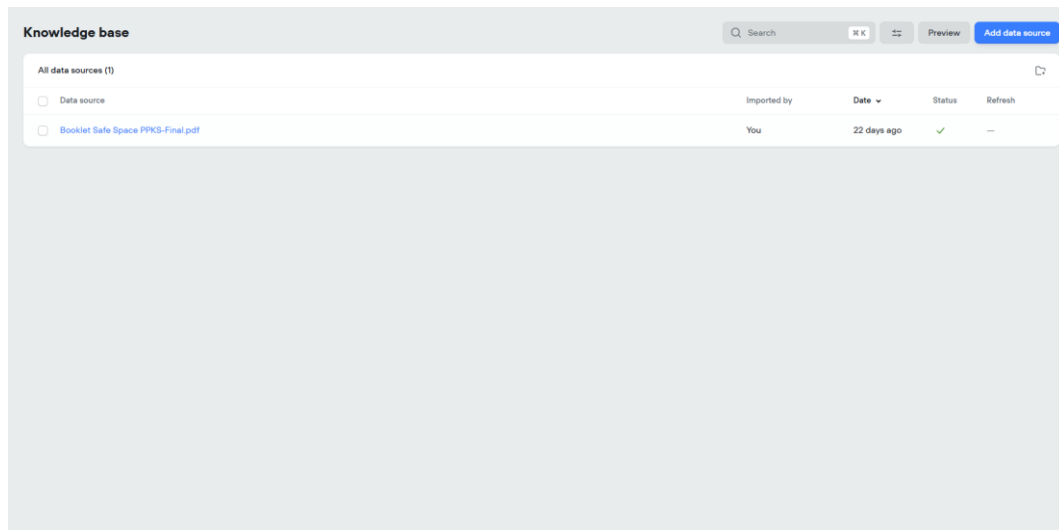 Knowledge base
Search
⌘ K
Preview
Add data source
All data sources (1)
Data source
Imported by
Date
Status
Refresh
Booklet Safe Space PPKS-Final.pdf
You
22 days ago
—